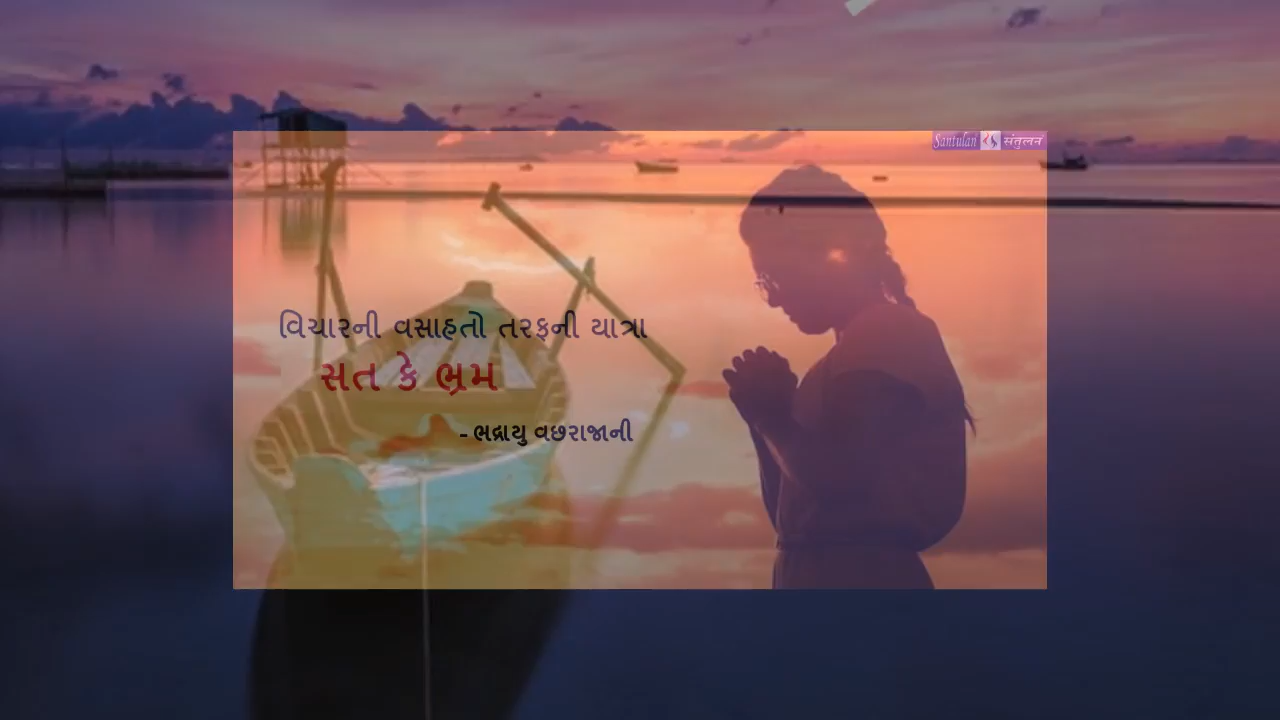 Santulan संतुलन
વિચારની વસાહતો તરફની યાત્રા
સત કે ભ્રમ
- ભદ્રાયુ વછરાજાની